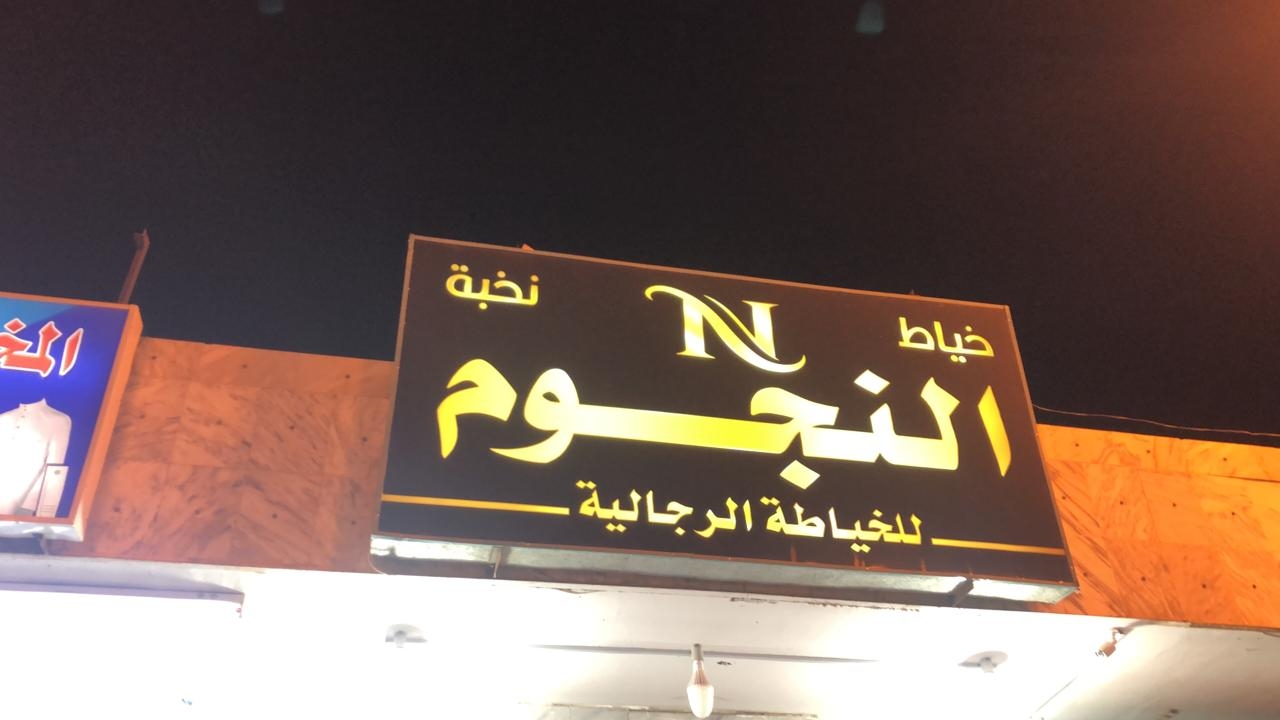 خياط نخبة
N
النجوم
للخياطة الرجالية